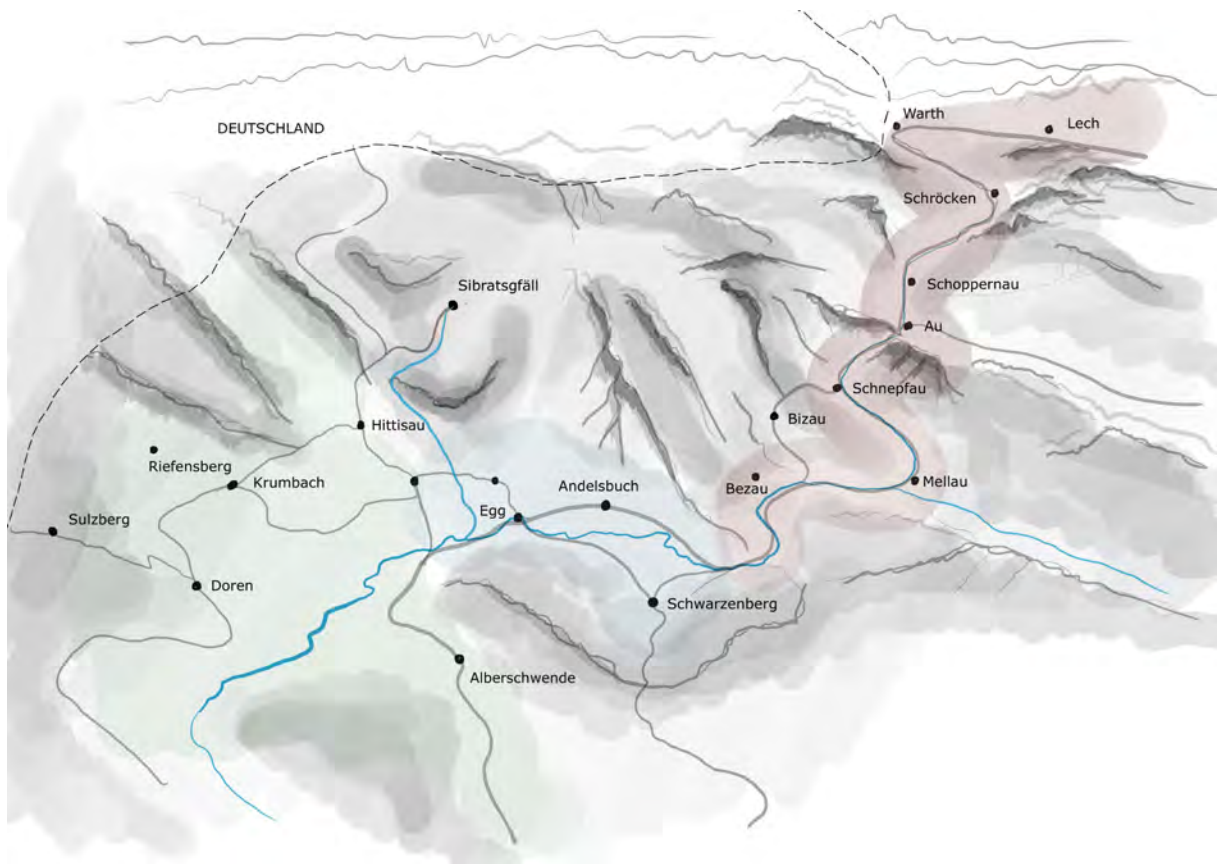 Warth
Lech
DEUTSCHLAND
Schröcken
Sibratsgfäll
Schoppernau
Au
Schnepfau
Hittisau
Bizau
Riefensberg
Krumbach
Andelsbuch
Bezau
Mellau
Egg
Sulzberg
Doren
Schwarzenberg
Alberschwende